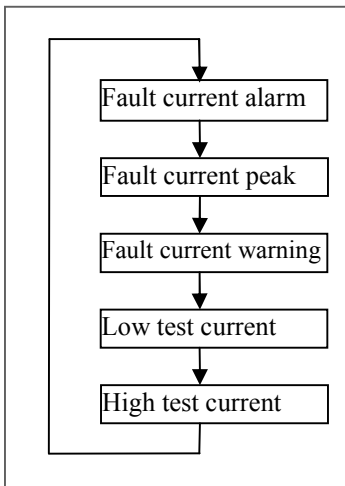 Fault current alarm
Fault current peak
Fault current warning
Low test current
High test current